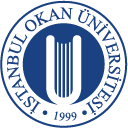 İSTANBUL OKAN ÜNİVERSİTESİ
• 1999 •